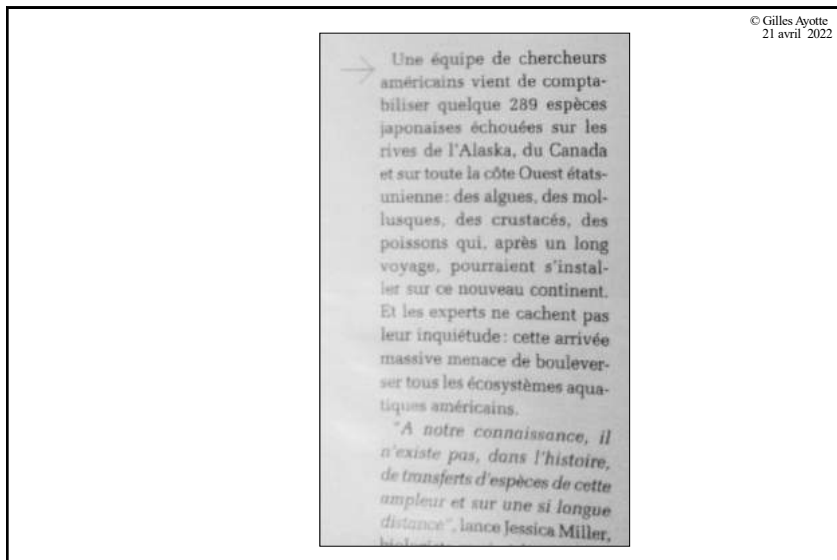 © Gilles Ayotte
21 avril 2022
Une équipe de chercheurs
américains vient de compta-
biliser quelque 289 espèces
japonaises échouées sur les
rives de l'Alaska, du Canada
et sur toute la côte Ouest états-
unienne : des algues, des mol-
lusques, des crustacés, des
poissons qui, après un long
voyage, pourraient s'instal-
ler sur ce nouveau continent.
Et les experts ne cachent pas
leur inquiétude : cette arrivée
massive menace de boulever-
ser tous les écosystèmes aqua-
tiques américains.
"A notre connaissance, il
n'existe pas, dans l'histoire,
de transferts d'espèces de cette
ampleur et sur une si longue
distance", lance Jessica Miller,